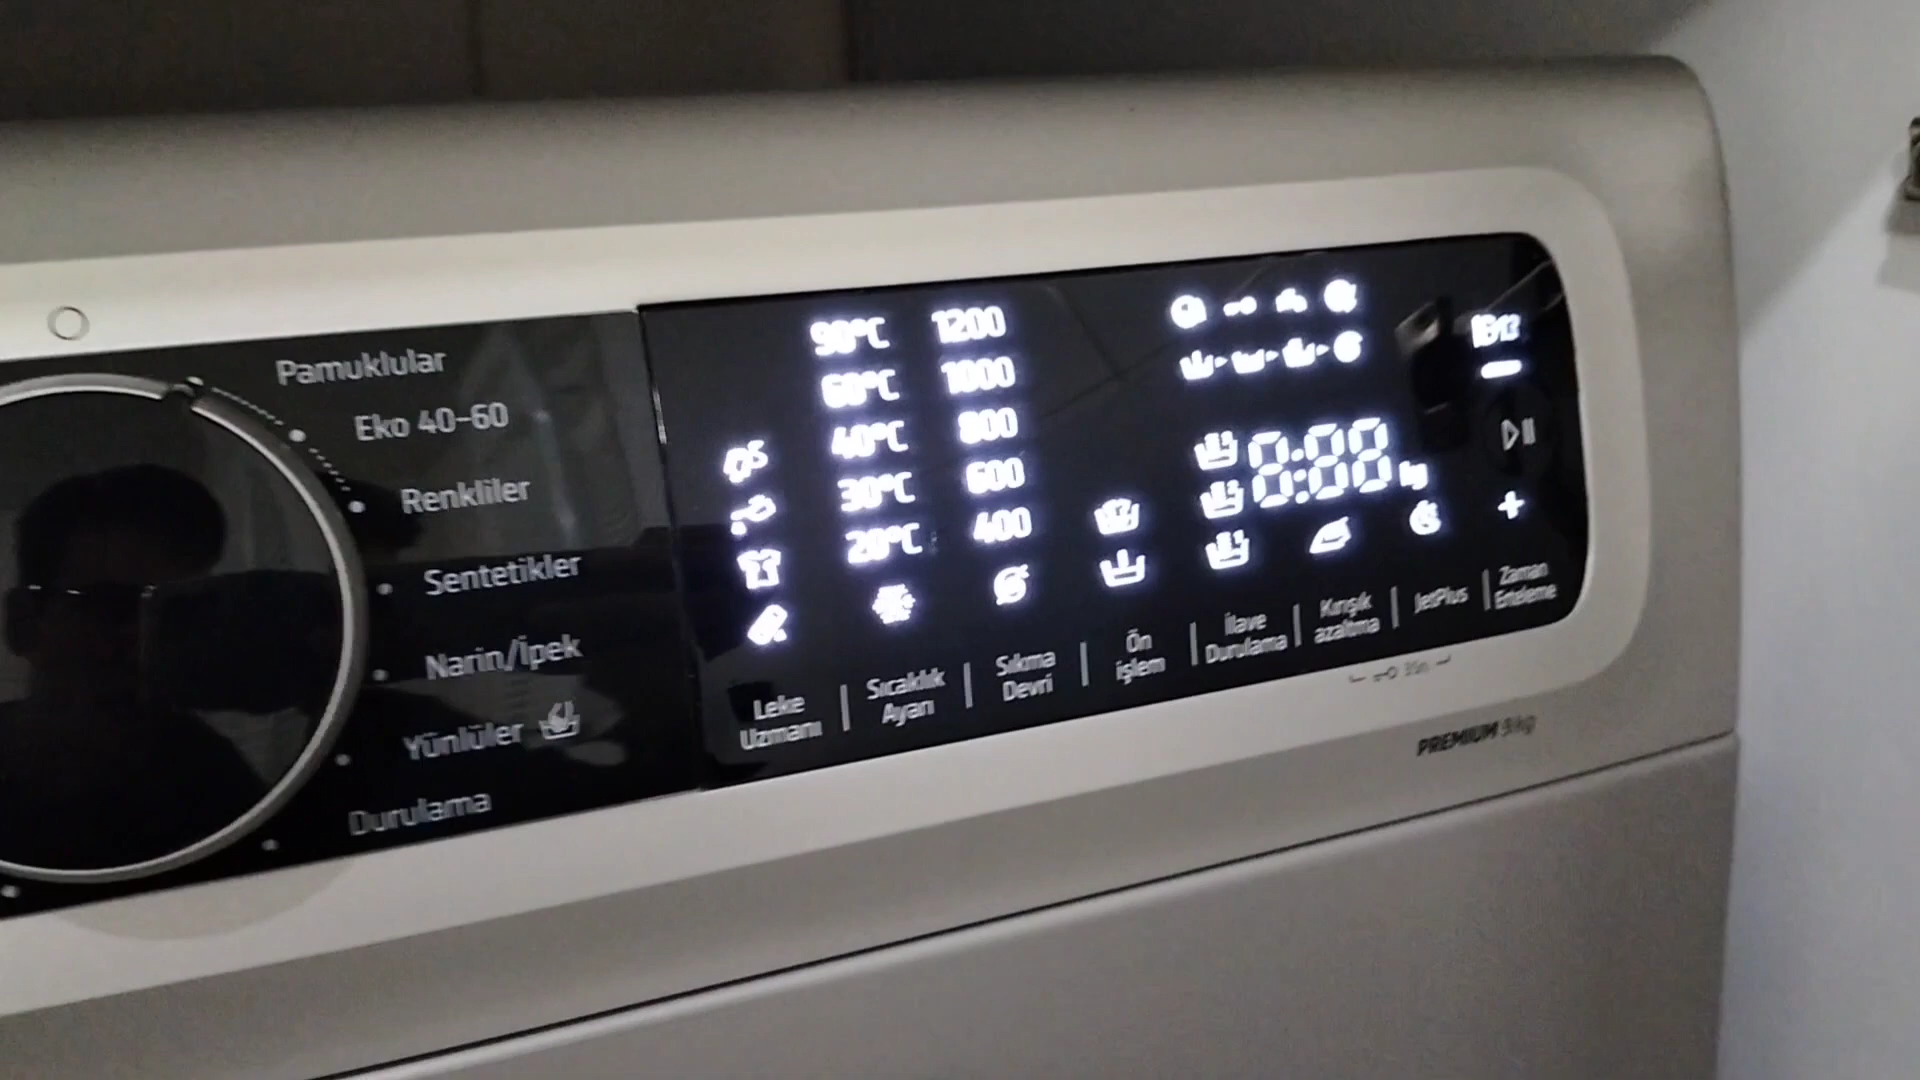 Pamuklular
Eko 40-60
Renkliler
Sentetikler
Narin/İpek
Yünlüler
Durulama
90°C
60°C
40°C
30°C
20°C
1200
1000
800
600
400
8:88
kg
Leke
Uzmanı
Sıcaklık
Ayarı
Sıkma
Devri
Ön
işlem
İlave
Durulama
Kırışık
azaltma
JetPlus
Zaman
Erteleme
PREMIUM 9kg